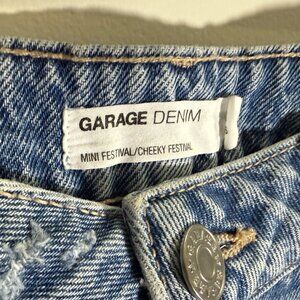 GARAGE DENIM
MINI FESTIVAL/CHEEKY FESTIVAL